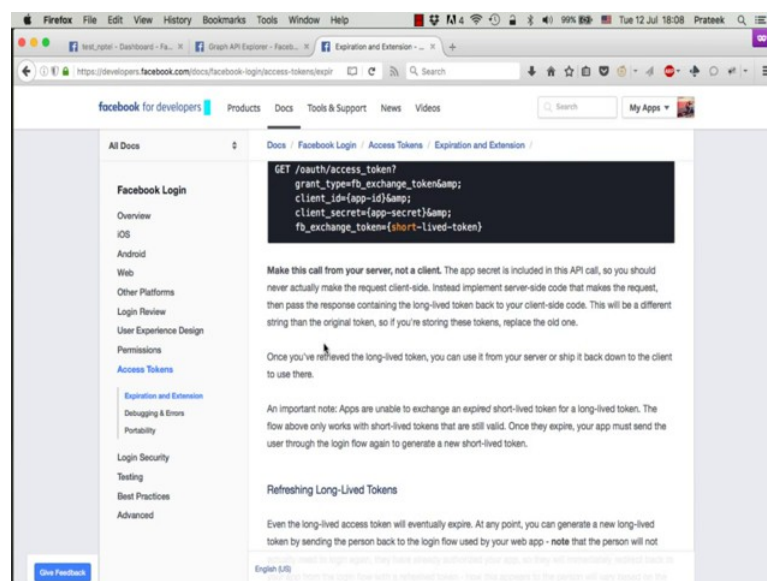 Firefox File Edit View History Bookmarks Tools Window Help 4 99% Tue 12 Jul 18:08 Prateek
test_nptel - Dashboard - Fa... × Graph API Explorer - Faceb... × Expiration and Extension - ... × +
https://developers.facebook.com/docs/facebook-login/access-tokens/expir Search
facebook for developers Products Docs Tools & Support News Videos Search My Apps
All Docs
Docs / Facebook Login / Access Tokens / Expiration and Extension /
GET /oauth/access_token?
grant_type=fb_exchange_token&amp;
client_id={app-id}&amp;
client_secret={app-secret}&amp;
fb_exchange_token={short-lived-token}
Facebook Login
Overview
iOS
Android
Web
Other Platforms
Login Review
User Experience Design
Permissions
Access Tokens
Expiration and Extension
Debugging & Errors
Portability
Login Security
Testing
Best Practices
Advanced
Make this call from your server, not a client. The app secret is included in this API call, so you should
never actually make the request client-side. Instead implement server-side code that makes the request,
then pass the response containing the long-lived token back to your client-side code. This will be a different
string than the original token, so if you're storing these tokens, replace the old one.
Once you've retrieved the long-lived token, you can use it from your server or ship it back down to the client
to use there.
An important note: Apps are unable to exchange an expired short-lived token for a long-lived token. The
flow above only works with short-lived tokens that are still valid. Once they expire, your app must send the
user through the login flow again to generate a new short-lived token.
Refreshing Long-Lived Tokens
Even the long-lived access token will eventually expire. At any point, you can generate a new long-lived
token by sending the person back to the login flow used by your web app - note that the person will not
Give Feedback
English (US)